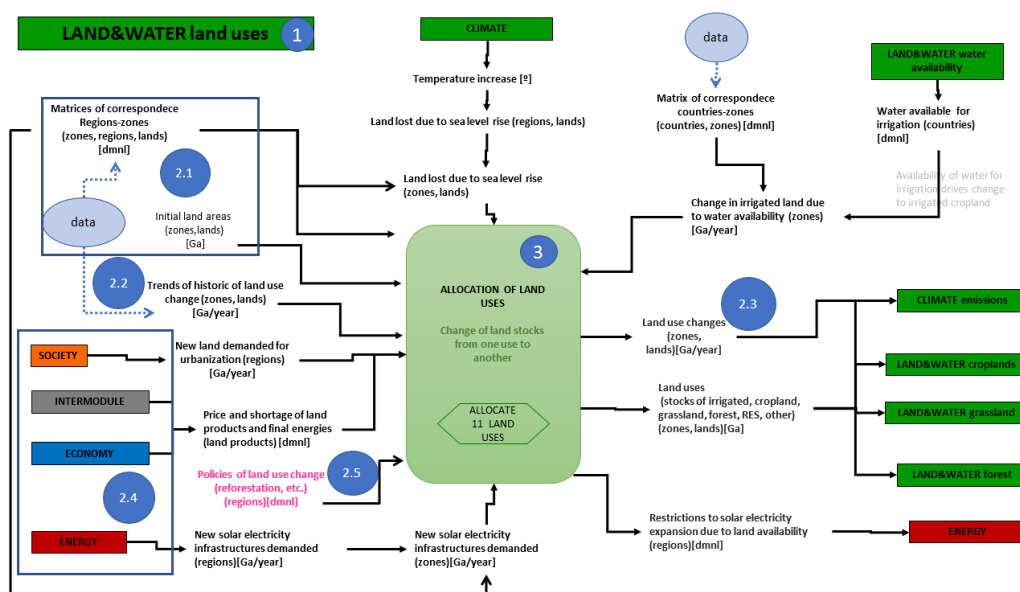 LAND&WATER land uses
1
CLIMATE
data
LAND&WATER water
availability
Temperature increase [º]
Matrices of correspondece
Regions-zones
(zones, regions, lands)
[dmnl]
Land lost due to sea level rise (regions, lands)
Matrix of correspondece
countries-zones
(countries, zones) [dmnl]
Water available for
irrigation (countries)
[dmnl]
2.1
Land lost due to sea level rise
(zones, lands)
Availability of water for
irrigation drives change
to irrigated cropland
data
Initial land areas
(zones,lands)
[Ga]
Change in irrigated land due
to water availability (zones)
[Ga/year]
3
2.2
Trends of historic of land use
change (zones, lands)
[Ga/year]
ALLOCATION OF LAND
USES
Change of land stocks
from one use to
another
ALLOCATE
11 LAND
USES
2.3
Land use changes
(zones,
lands)[Ga/year]
CLIMATE emissions
SOCIETY
New land demanded for
urbanization (regions)
[Ga/year]
LAND&WATER croplands
INTERMODULE
Price and shortage of land
products and final energies
(land products) [dmnl]
Land uses
(stocks of irrigated, cropland,
grassland, forest, RES, other)
(zones, lands)[Ga]
LAND&WATER grassland
ECONOMY
LAND&WATER forest
Policies of land use change
(reforestation, etc.)
(regions)[dmnl]
2.5
2.4
ENERGY
New solar electricity
infrastructures demanded
(regions)[Ga/year]
New solar electricity
infrastructures demanded
(zones)[Ga/year]
Restrictions to solar electricity
expansion due to land availability
(regions)[dmnl]
ENERGY